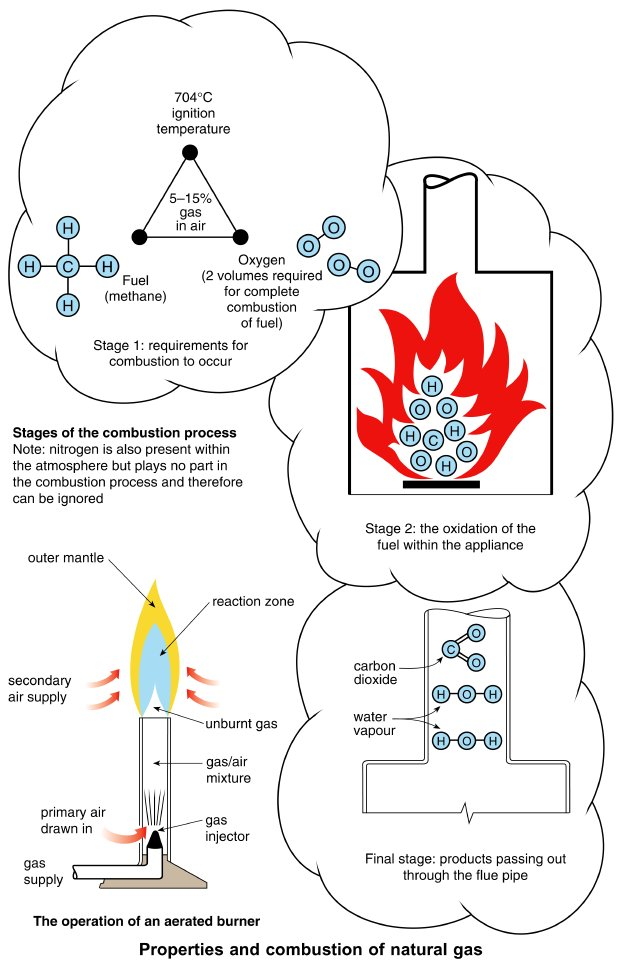 704°C
ignition
temperature
5–15%
gas
in air
H
H
C
H
H
O
O
O
O
Fuel
(methane)
Oxygen
(2 volumes required
for complete
combustion
of fuel)
Stage 1: requirements for
combustion to occur
H
O
O
H
C
H
O
H
O
Stage 2: the oxidation of the
fuel within the appliance
Stages of the combustion process
Note: nitrogen is also present within
the atmosphere but plays no part in
the combustion process and therefore
can be ignored
outer mantle
reaction zone
secondary
air supply
unburnt gas
gas/air
mixture
primary air
drawn in
gas
injector
gas
supply
The operation of an aerated burner
O
C
O
carbon
dioxide
H O H
water
vapour
H O H
Final stage: products passing out
through the flue pipe
Properties and combustion of natural gas